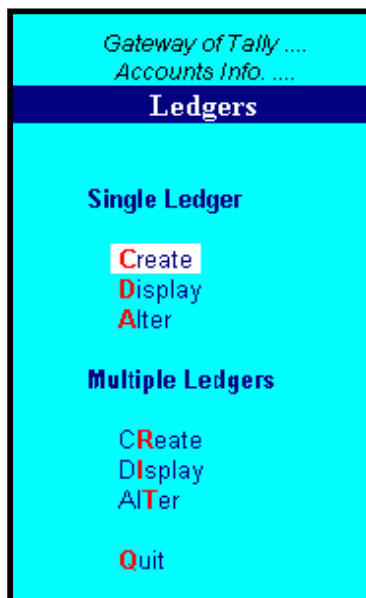 Gateway of Tally ....
Accounts Info. ....
Ledgers
Single Ledger
Create
Display
Alter
Multiple Ledgers
CReate
DIsplay
AlTer
Quit